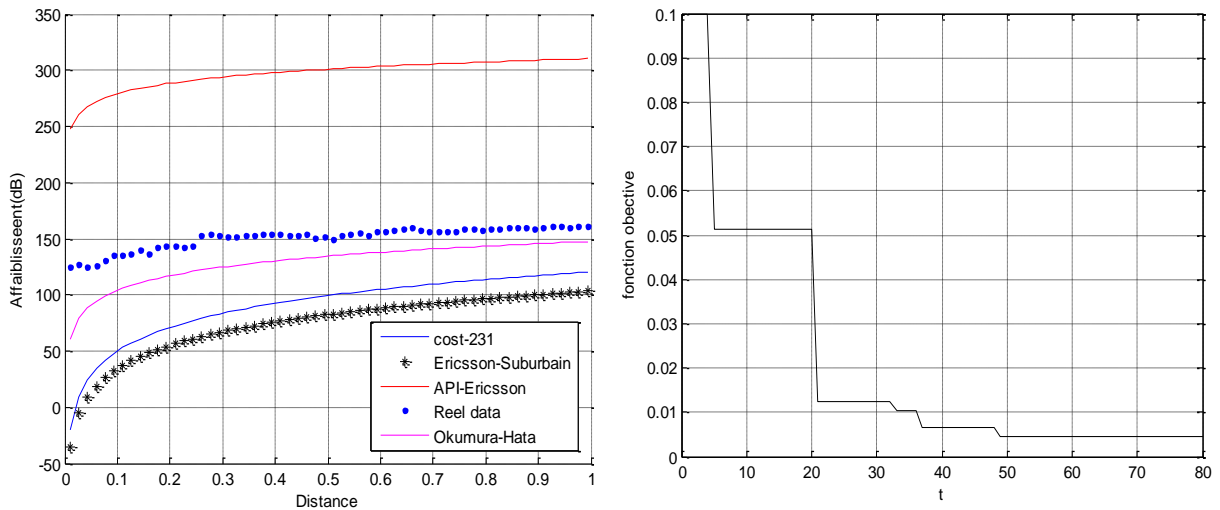 350
300
250
200
150
100
50
0
-50
Affaiblisseent(dB)
0 0.1 0.2 0.3 0.4 0.5 0.6 0.7 0.8 0.9 1
Distance
cost-231
Ericsson-Suburbain
API-Ericsson
Reel data
Okumura-Hata
0.1
0.09
0.08
0.07
0.06
0.05
0.04
0.03
0.02
0.01
0
fonction obective
0 10 20 30 40 50 60 70 80
t